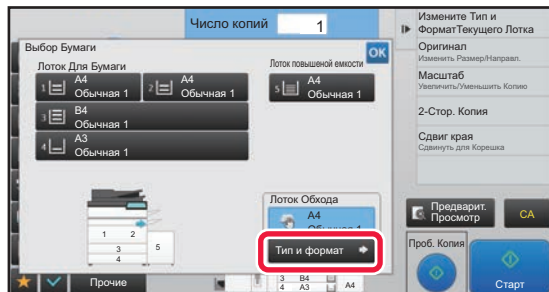 Число копий 1
Выбор Бумаги
OK
Лоток Для Бумаги
1 A4
Обычная 1
2 A4
Обычная 1
3 B4
Обычная 1
4 A3
Обычная 1
Лоток повышеной емкости
5 A4
Обычная 1
1 2
3
4
5
Лоток Обхода
A4
Обычная 1
Тип и формат
Измените Тип и
ФорматТекущего Лотка
Оригинал
Изменить Размер/Направл.
Масштаб
Увеличить/Уменьшить Копию
2-Стор. Копия
Сдвиг края
Сдвинуть для Корешка
Предварит.
Просмотр
CA
Проб. Копия
Старт
Прочие
3 B4
4 A3
A4